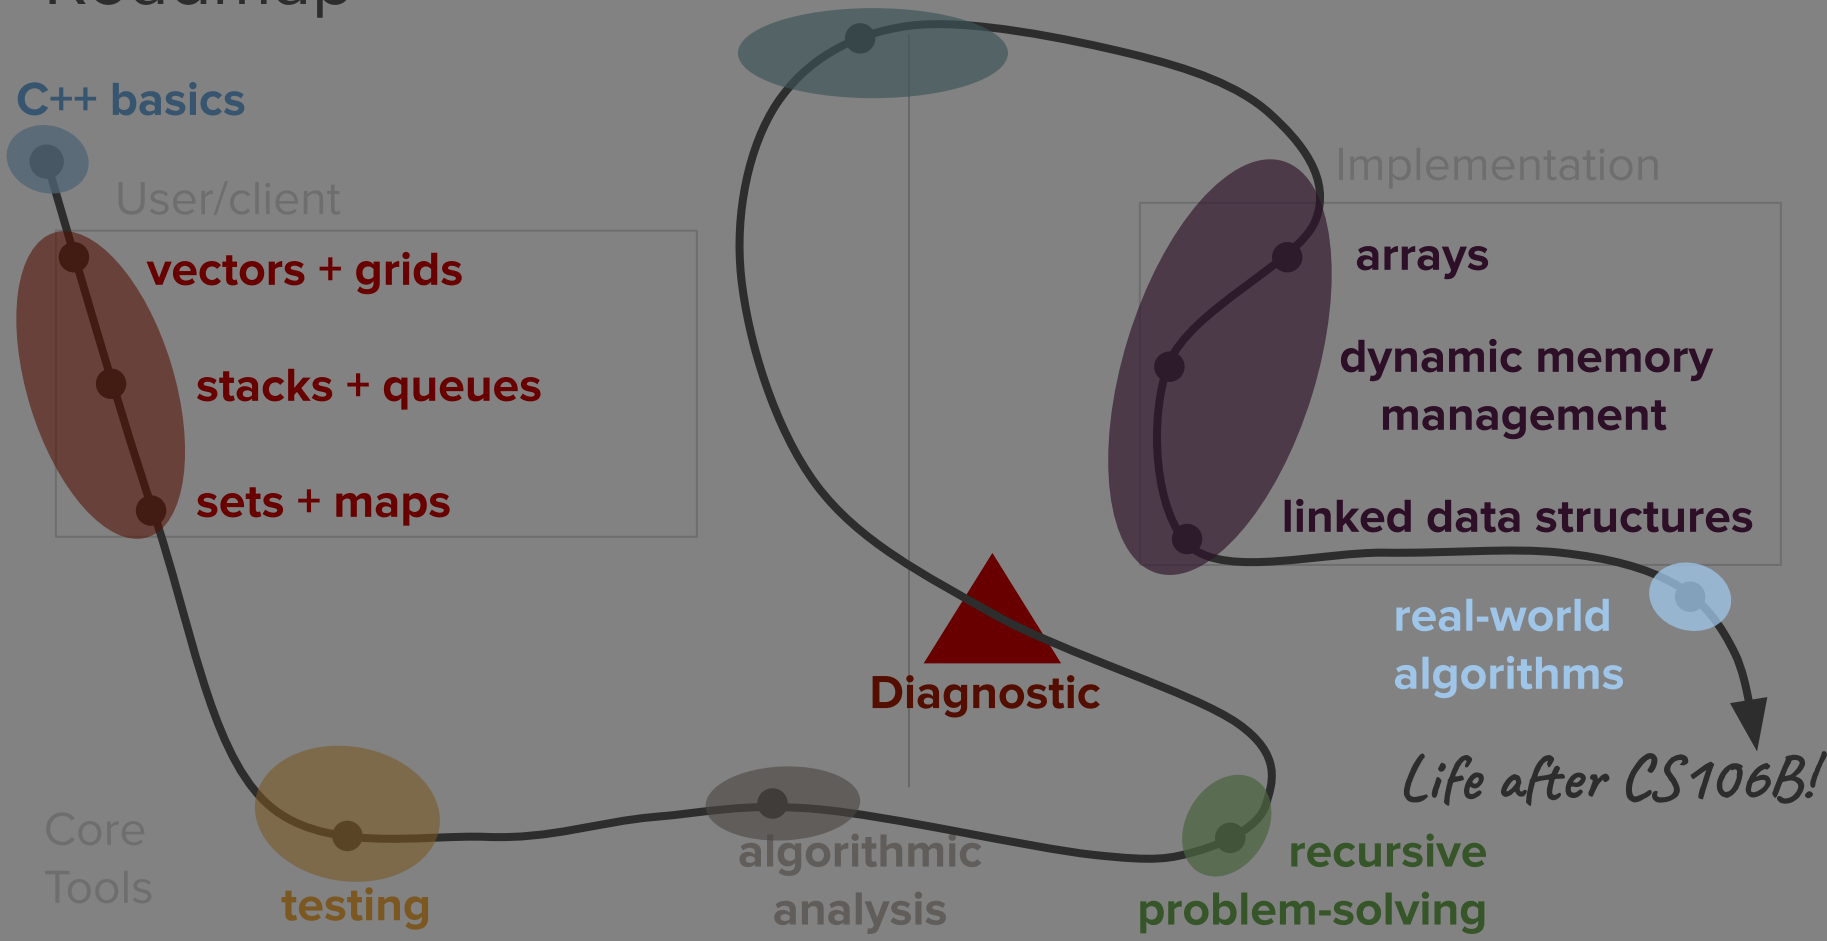 Roadmap
C++ basics
User/client
vectors + grids
stacks + queues
sets + maps
Core
Tools
testing
algorithmic
analysis
Diagnostic
recursive
problem-solving
Implementation
arrays
dynamic memory
management
linked data structures
real-world
algorithms
Life after CS106B!